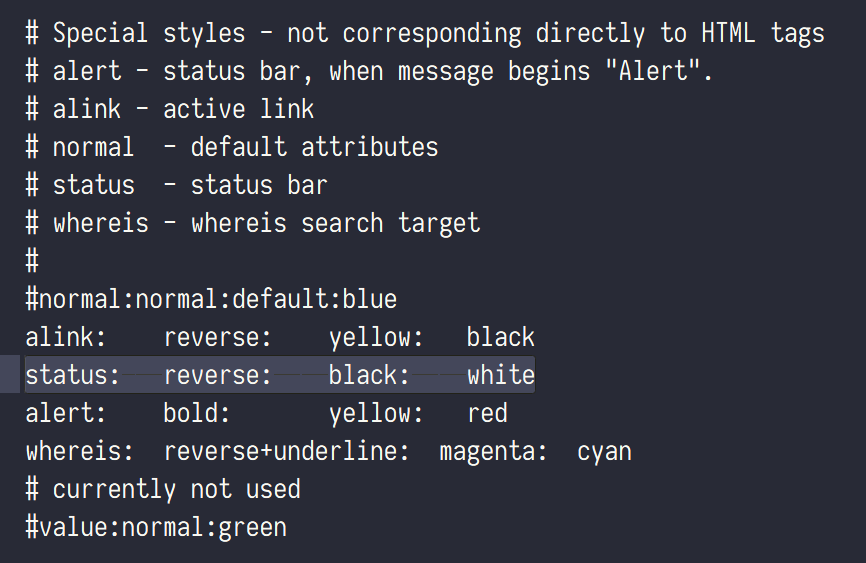 # Special styles - not corresponding directly to HTML tags
# alert - status bar, when message begins "Alert".
# alink - active link
# normal  - default attributes
# status  - status bar
# whereis - whereis search target
#
#normal:normal:default:blue
alink:    reverse:    yellow:   black
status:   reverse:    black:    white
alert:    bold:       yellow:   red
whereis:  reverse+underline:  magenta:  cyan
# currently not used
#value:normal:green